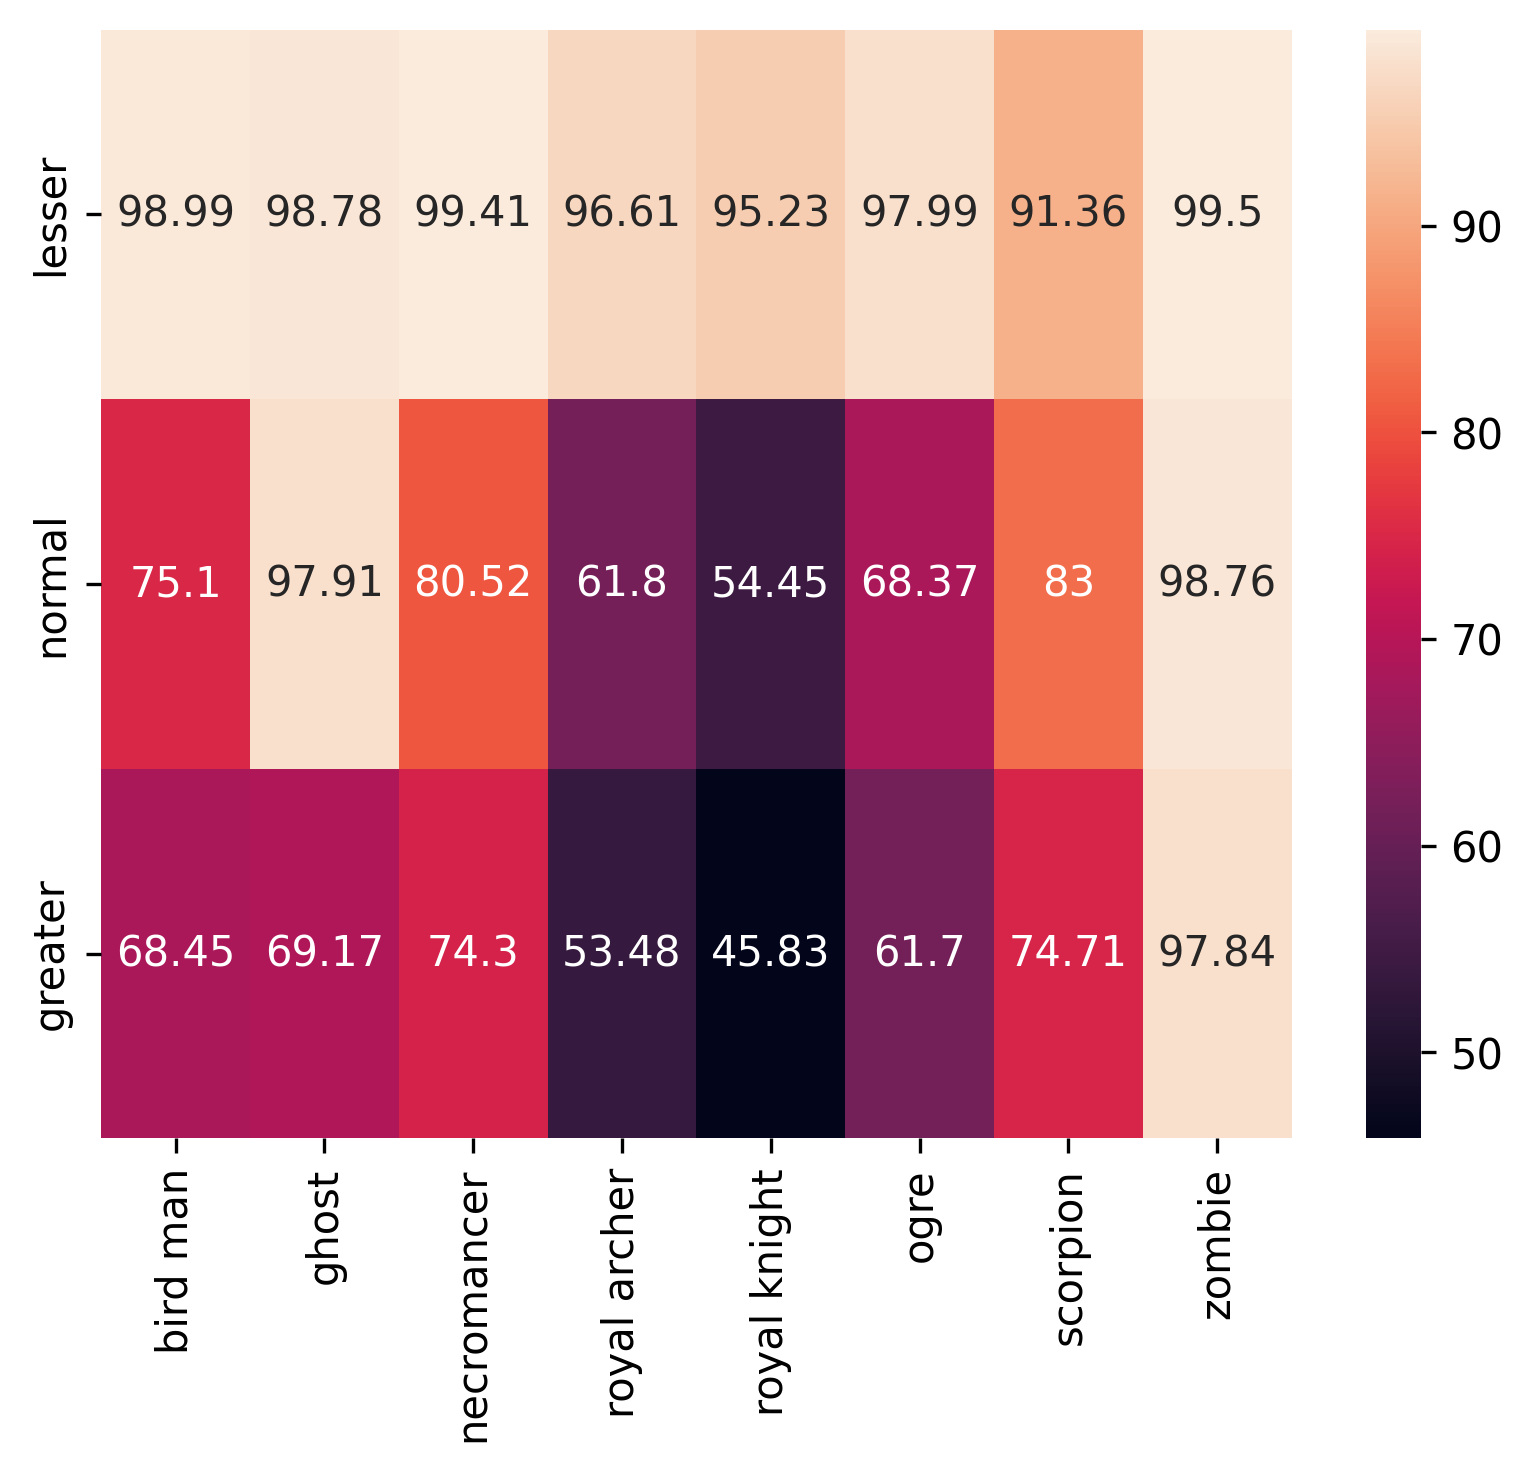 lesser 98.99 98.78 99.41 96.61 95.23 97.99 91.36 99.5
normal 75.1 97.91 80.52 61.8 54.45 68.37 83 98.76
greater 68.45 69.17 74.3 53.48 45.83 61.7 74.71 97.84
bird man
ghost
necromancer
royal archer
royal knight
ogre
scorpion
zombie
90
80
70
60
50